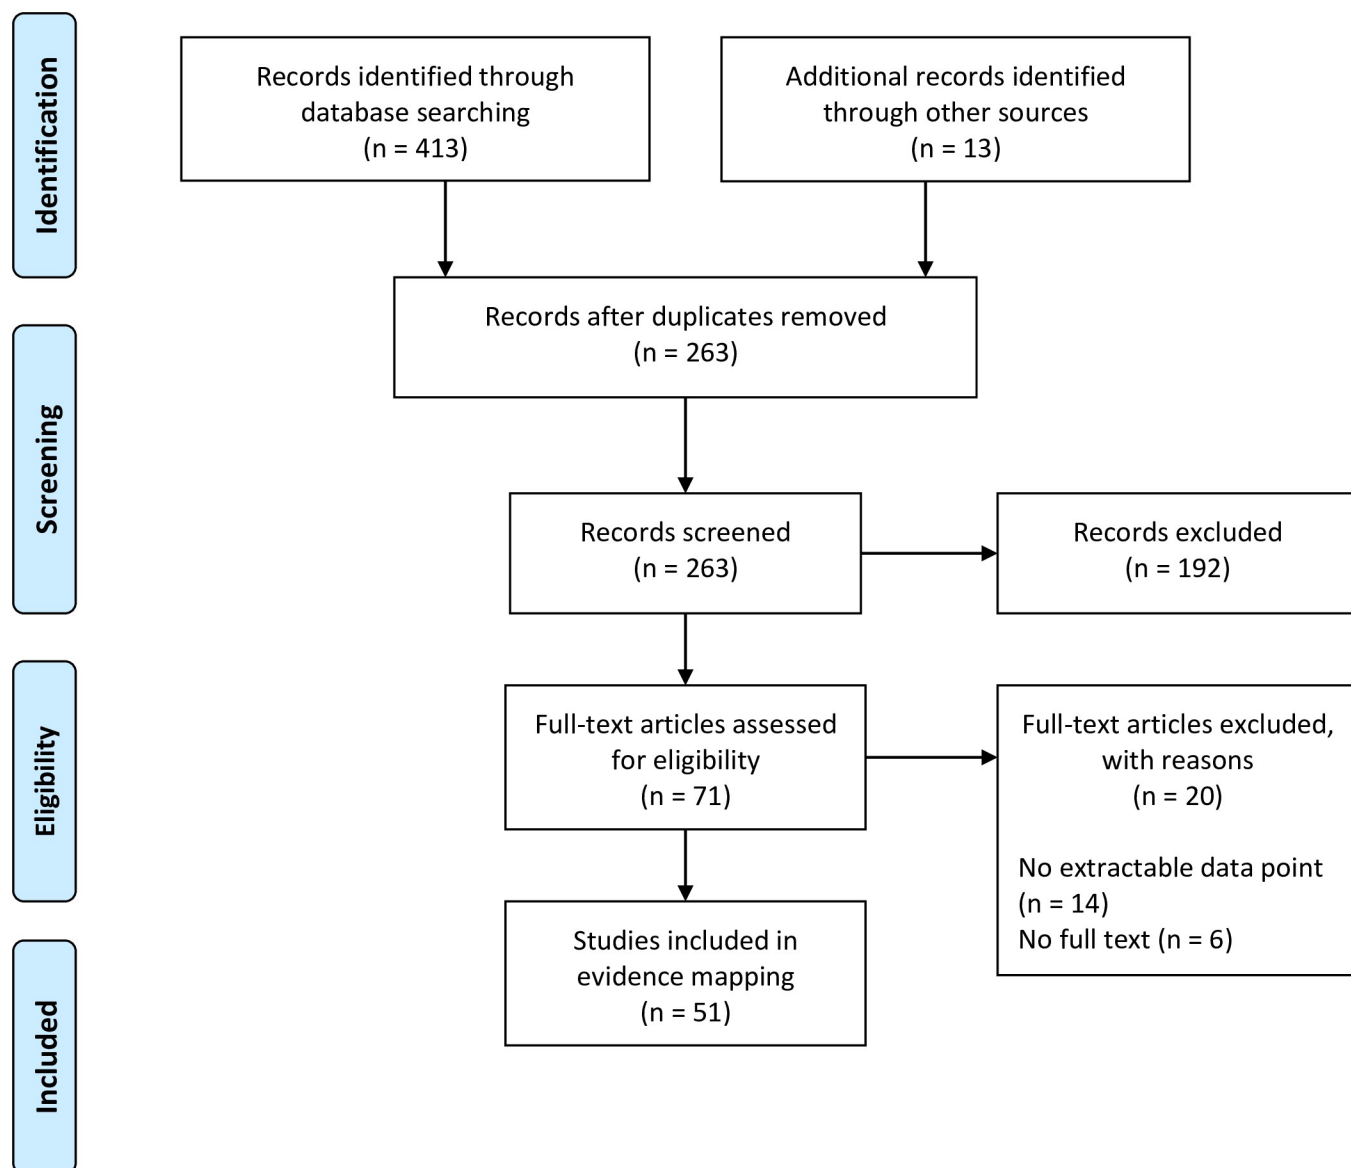 Identification
Records identified through
database searching
(n = 413)
Additional records identified
through other sources
(n = 13)
Records after duplicates removed
(n = 263)
Screening
Records screened
(n = 263)
Records excluded
(n = 192)
Eligibility
Full-text articles assessed
for eligibility
(n = 71)
Full-text articles excluded,
with reasons
(n = 20)
No extractable data point
(n = 14)
No full text (n = 6)
Included
Studies included in
evidence mapping
(n = 51)